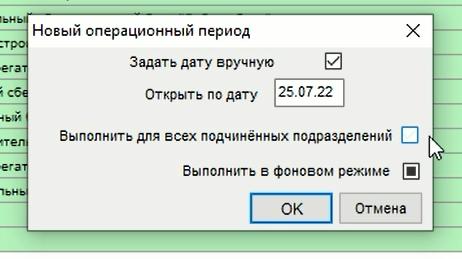 Новый операционный период
Задать дату вручную
Открыть по дату 25.07.22
Выполнить для всех подчинённых подразделений
Выполнить в фоновом режиме
OK Отмена